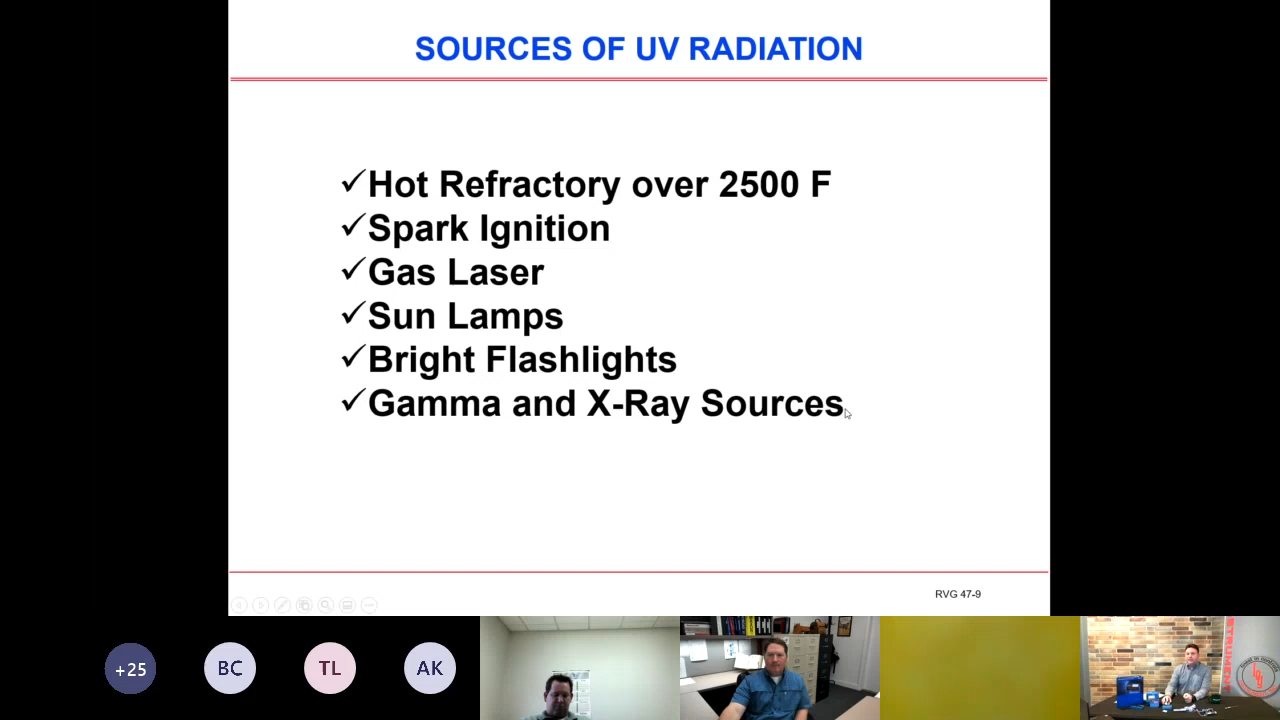 SOURCES OF UV RADIATION
✓Hot Refractory over 2500 F
✓Spark Ignition
✓Gas Laser
✓Sun Lamps
✓Bright Flashlights
✓Gamma and X-Ray Sources
RVG 47-9
+25
BC
TL
AK
STRUMENT